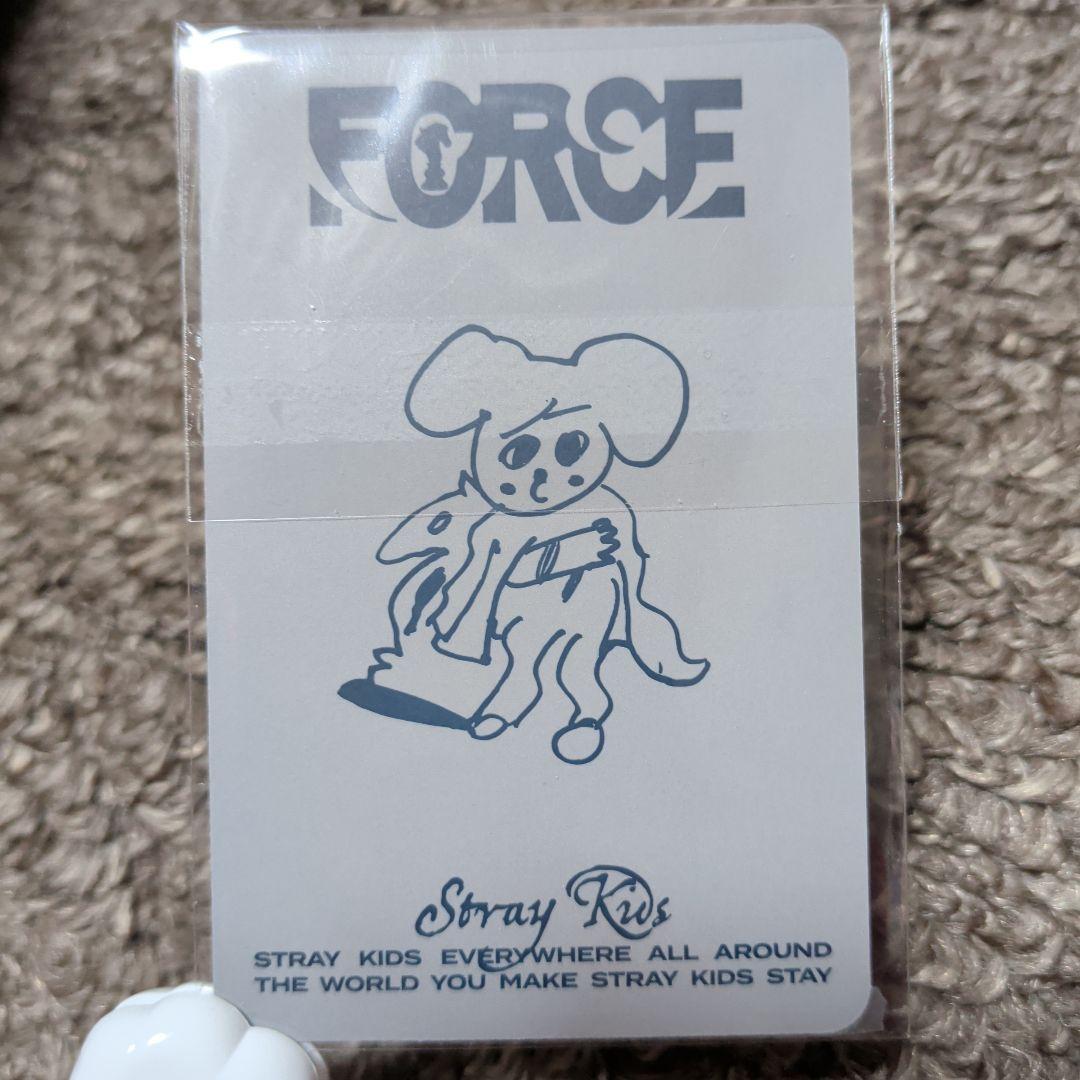 FORCE
Stray Kids
STRAY KIDS EVERYWHERE ALL AROUND
THE WORLD YOU MAKE STRAY KIDS STAY